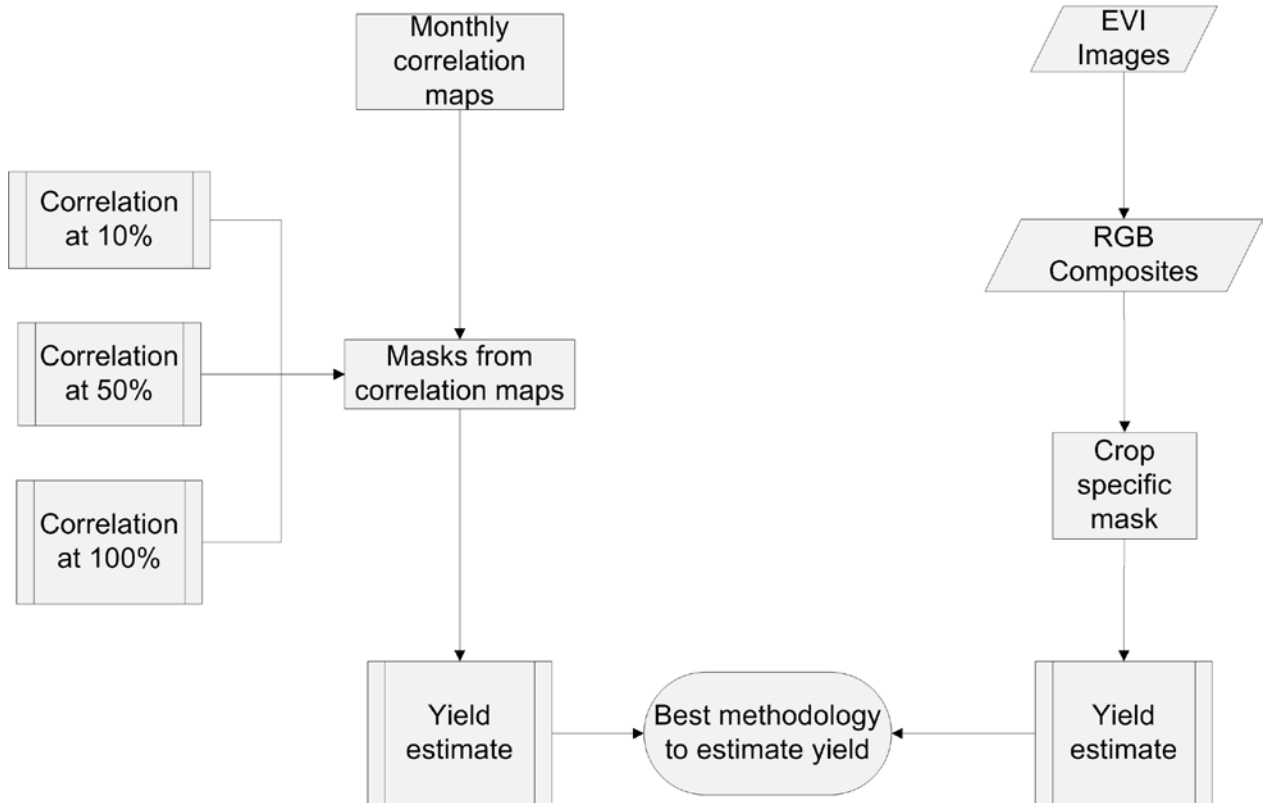 Monthly
correlation
maps
EVI
Images
Correlation
at 10%
RGB
Composites
Correlation
at 50%
Masks from
correlation maps
Crop
specific
mask
Correlation
at 100%
Yield
estimate
Best methodology
to estimate yield
Yield
estimate